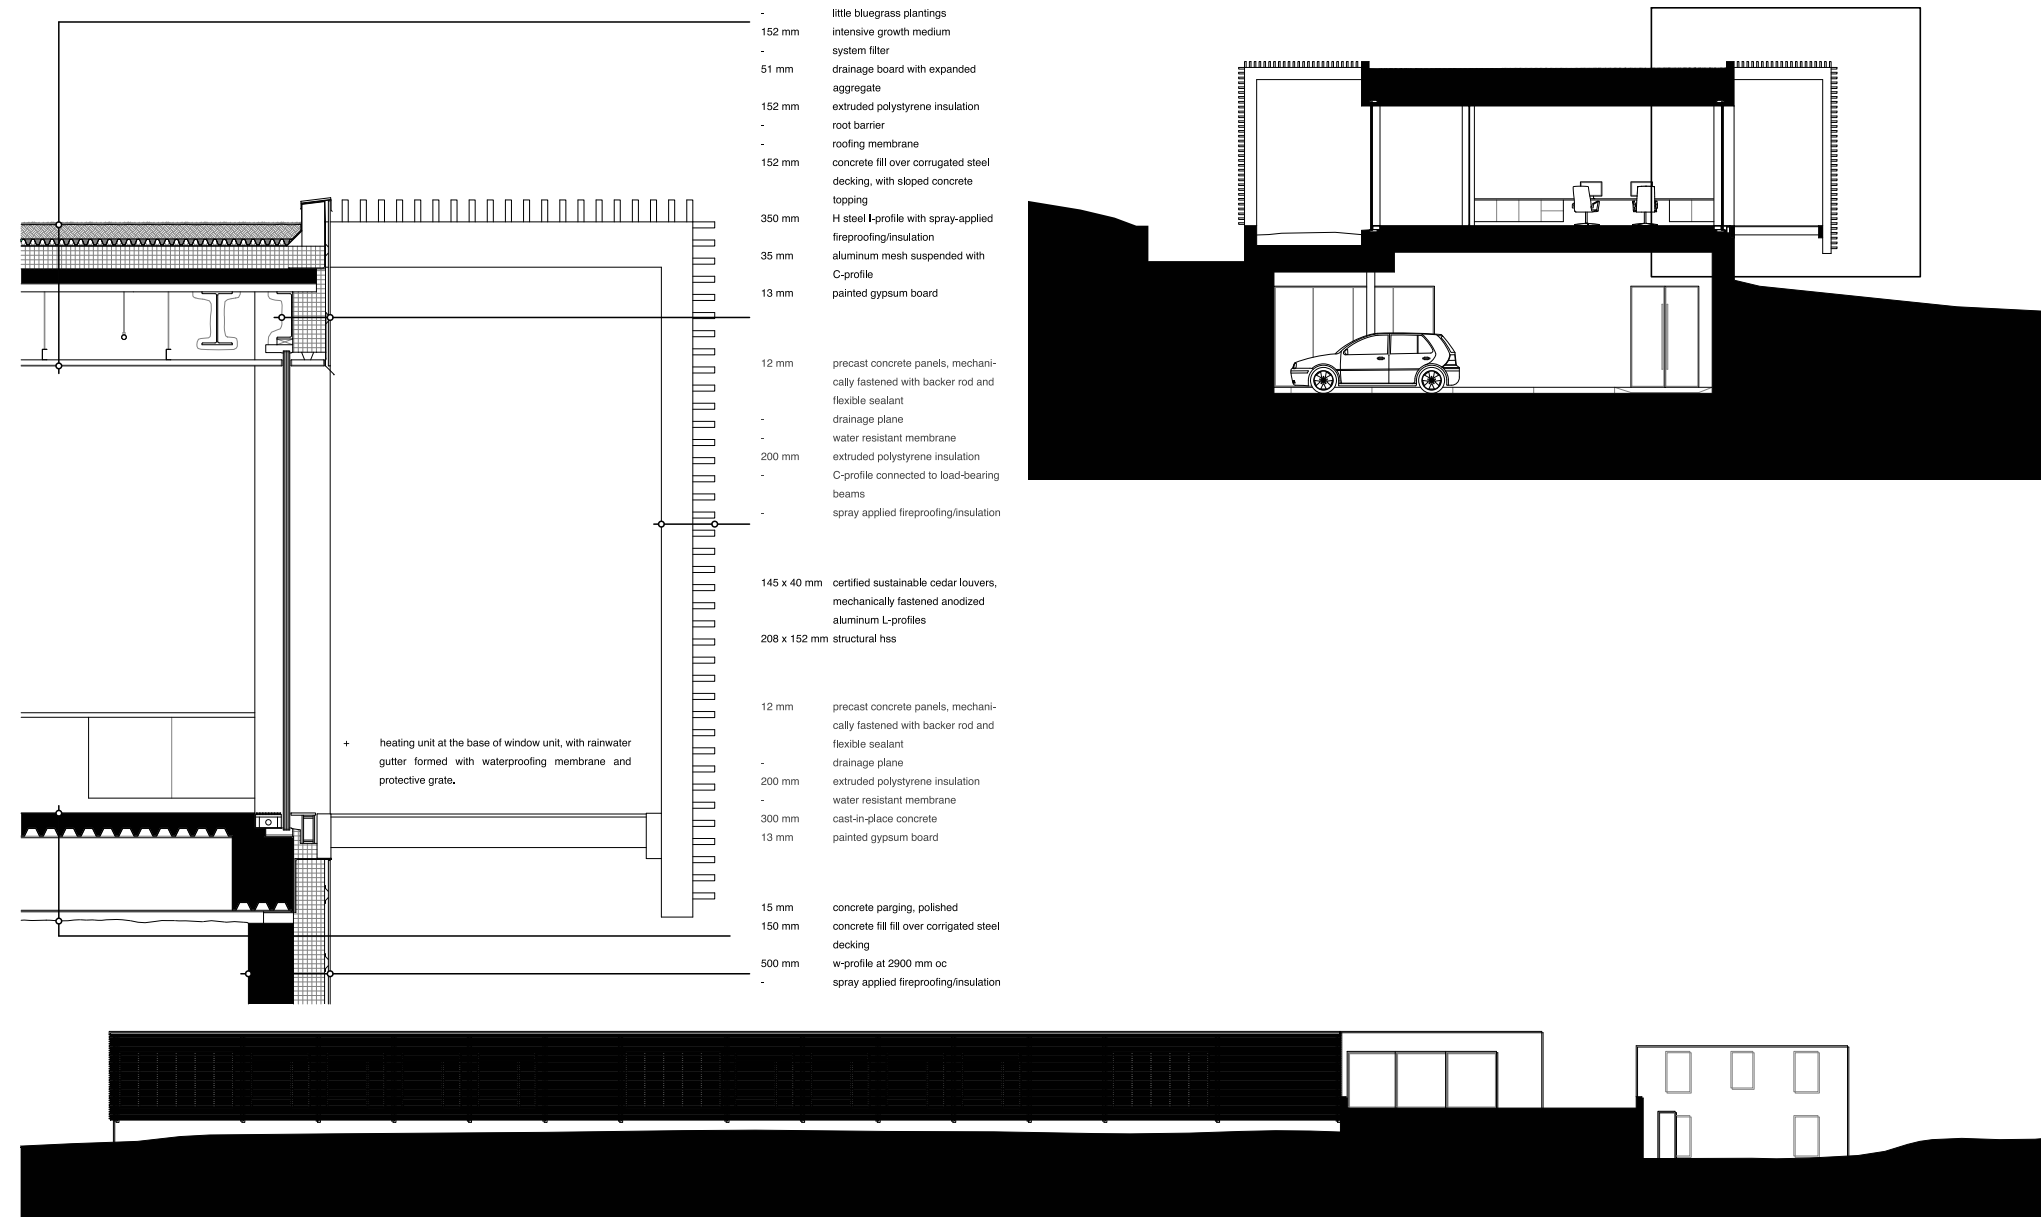 - little bluegrass plantings
152 mm intensive growth medium
- system filter
51 mm drainage board with expanded
aggregate
152 mm extruded polystyrene insulation
- root barrier
- roofing membrane
152 mm concrete fill over corrugated steel
decking, with sloped concrete
topping
350 mm H steel I-profile with spray-applied
fireproofing/insulation
35 mm aluminum mesh suspended with
C-profile
13 mm painted gypsum board
12 mm precast concrete panels, mechani-
cally fastened with backer rod and
flexible sealant
- drainage plane
- water resistant membrane
200 mm extruded polystyrene insulation
- C-profile connected to load-bearing
beams
- spray applied fireproofing/insulation
145 x 40 mm certified sustainable cedar louvers,
mechanically fastened anodized
aluminum L-profiles
208 x 152 mm structural hss
12 mm precast concrete panels, mechani-
cally fastened with backer rod and
flexible sealant
- drainage plane
200 mm extruded polystyrene insulation
- water resistant membrane
300 mm cast-in-place concrete
13 mm painted gypsum board
+ heating unit at the base of window unit, with rainwater
gutter formed with waterproofing membrane and
protective grate.
15 mm concrete parging, polished
150 mm concrete fill fill over corrigated steel
decking
500 mm w-profile at 2900 mm oc
- spray applied fireproofing/insulation